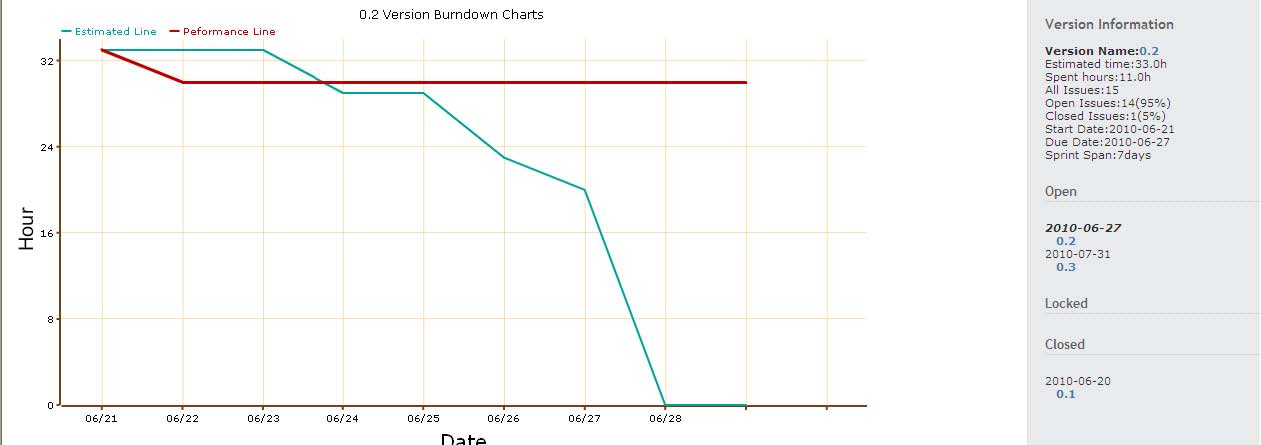 0.2 Version Burndown Charts
Estimated Line Peformance Line
32
24
16
8
0
Hour
06/21 06/22 06/23 06/24 06/25 06/26 06/27 06/28
Date
Version Information
Version Name:0.2
Estimated time:33.0h
Spent hours:11.0h
All Issues:15
Open Issues:14(95%)
Closed Issues:1(5%)
Start Date:2010-06-21
Due Date:2010-06-27
Sprint Span:7days
Open
2010-06-27
0.2
2010-07-31
0.3
Locked
Closed
2010-06-20
0.1